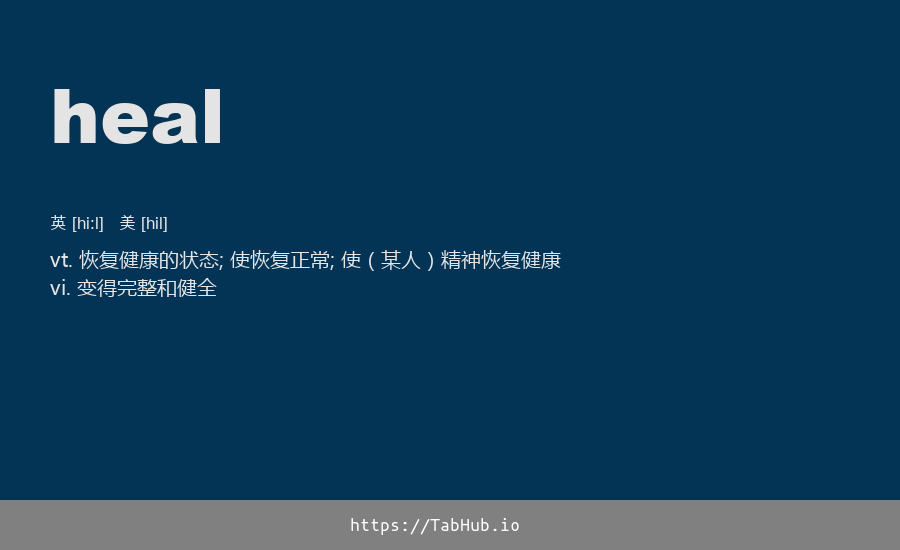 heal
英 [hi:l] 美 [hil]
vt. 恢复健康的状态; 使恢复正常; 使（某人）精神恢复健康
vi. 变得完整和健全
https://TabHub.io